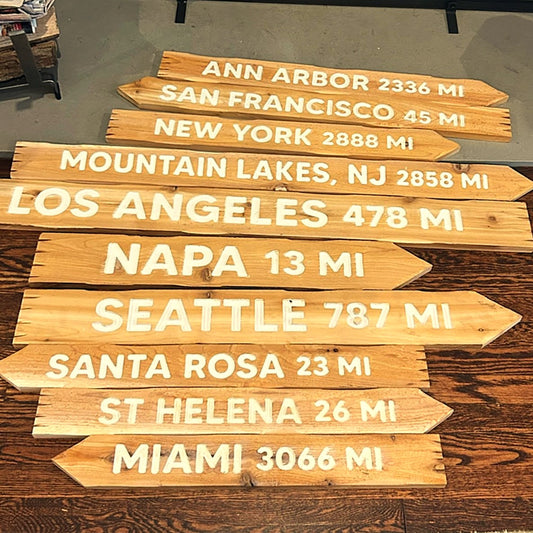 ANN ARBOR 2336 MI
SAN FRANCISCO 45 MI
NEW YORK 2888 MI
MOUNTAIN LAKES, NJ 2858 MI
LOS ANGELES 478 MI
NAPA 13 MI
SEATTLE 787 MI
SANTA ROSA 23 MI
ST HELENA 26 MI
MIAMI 3066 MI